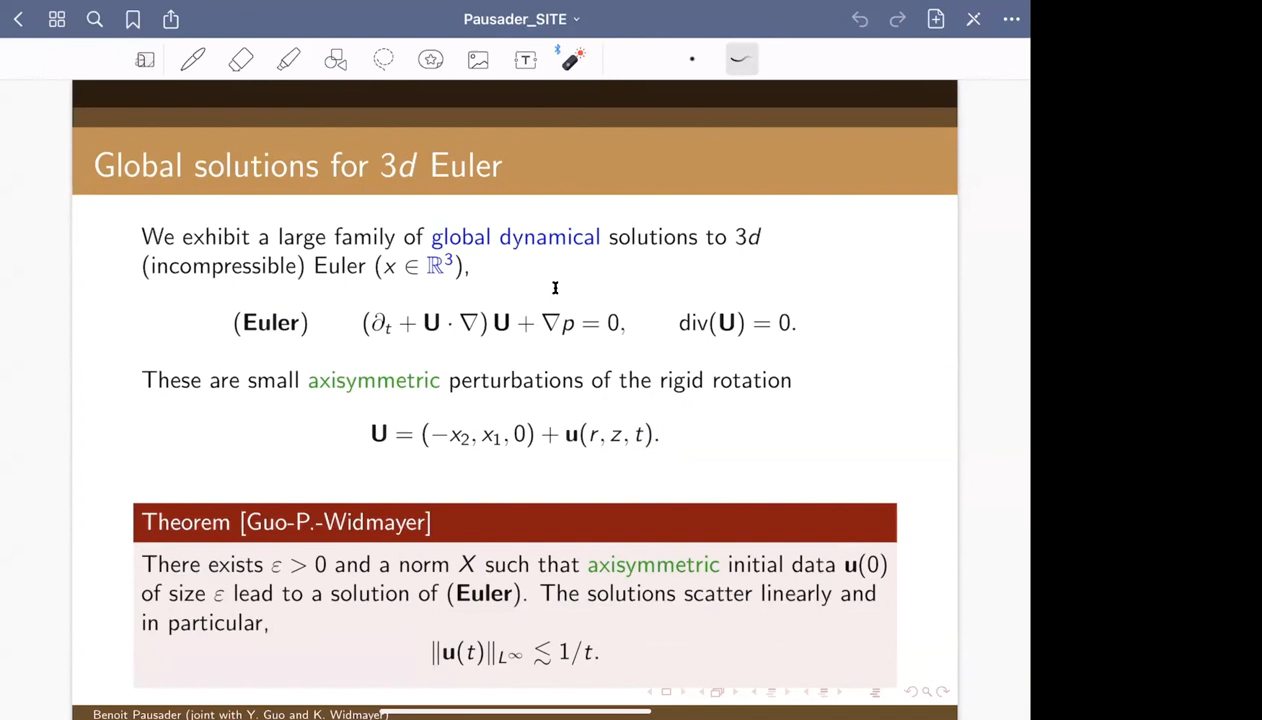 Pausader_SITE
T
Global solutions for 3d Euler
We exhibit a large family of global dynamical solutions to 3d
(incompressible) Euler (x ∈ ℝ³),
(Euler) (∂ₜ + U · ∇) U + ∇p = 0, div(U) = 0.
These are small axisymmetric perturbations of the rigid rotation
U = (−x₂, x₁, 0) + u(r, z, t).
Theorem [Guo-P.-Widmayer]
There exists ε > 0 and a norm X such that axisymmetric initial data u(0)
of size ε lead to a solution of (Euler). The solutions scatter linearly and
in particular,
‖u(t)‖_{L^∞} ≲ 1/t.
Benoit Pausader (joint with Y. Guo and K. Widmayer)